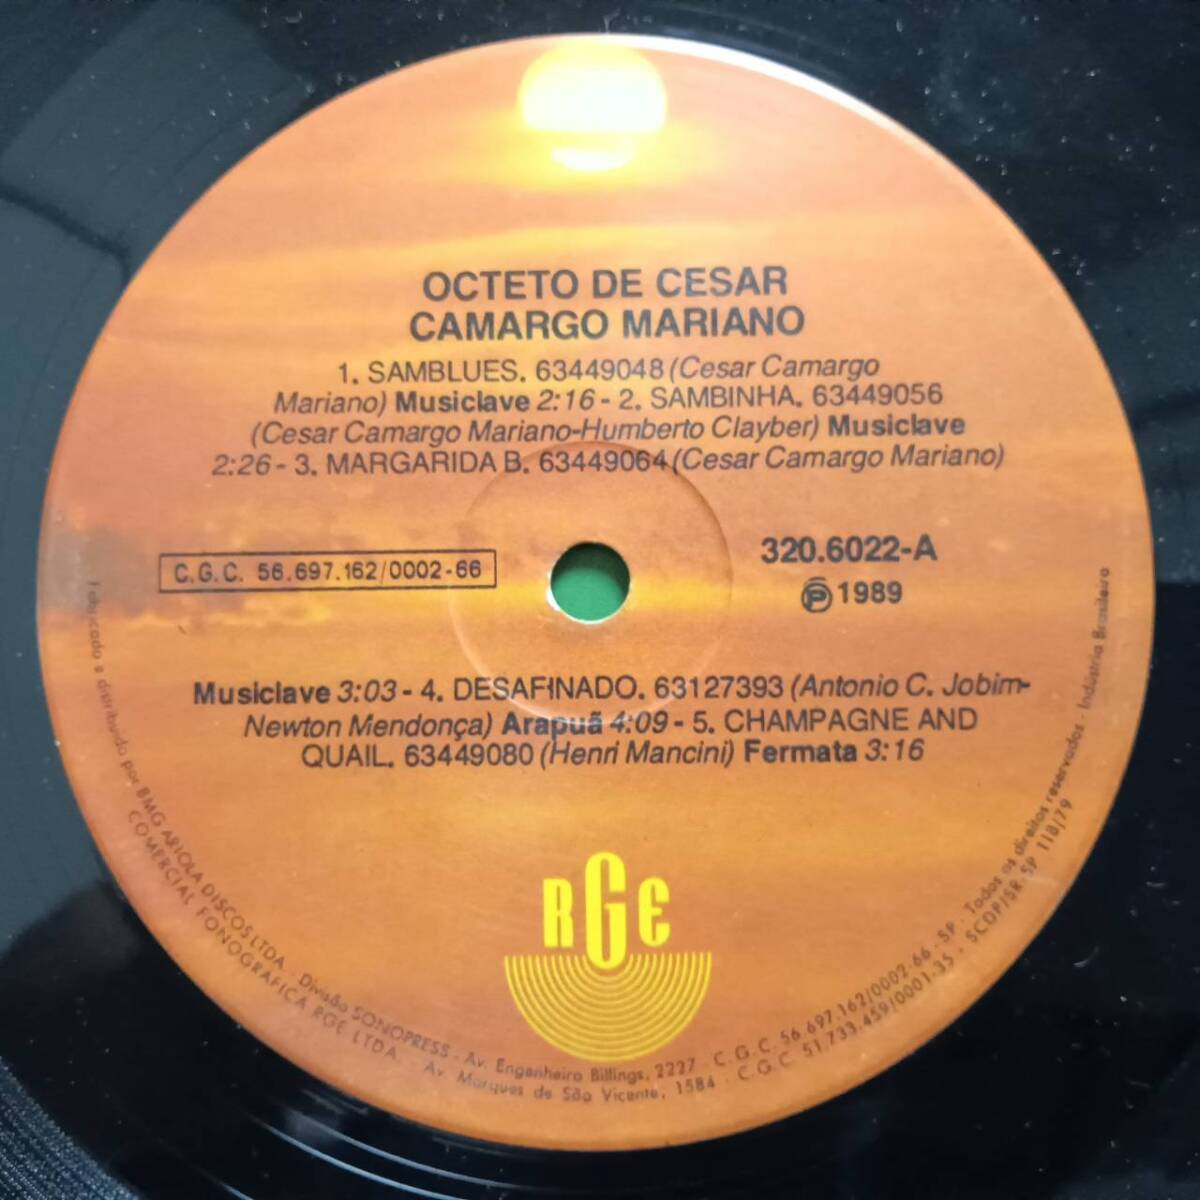 OCTETO DE CESAR
CAMARGO MARIANO
1. SAMBLUES. 63449048 (Cesar Camargo
Mariano) Musiclave 2:16 - 2. SAMBINHA. 63449056
(Cesar Camargo Mariano-Humberto Clayber) Musiclave
2:26 - 3. MARGARIDA B. 63449064 (Cesar Camargo Mariano)
320.6022-A
C.G.C. 56.697.162/0002-66
Ⓟ 1989
Musiclave 3:03 - 4. DESAFINADO. 63127393 (Antonio C. Jobim-
Newton Mendonça) Arapuã 4:09 - 5. CHAMPAGNE AND
QUAIL. 63449080 (Henri Mancini) Fermata 3:16
RGE
Fabricado e distribuído por BMG ARIOLA DISCOS LTDA. Divisão SONOPRESS - Av. Engenheiro Billings, 2227 C.G.C. 56.697.162/0002-66 - SP - Todos os direitos reservados - Indústria Brasileira
COMERCIAL FONOGRAFICA RGE LTDA. Av. Marques de São Vicente, 1584 - C.G.C 51.733.459/0001-35 - SCDP/SR-SP 118/79